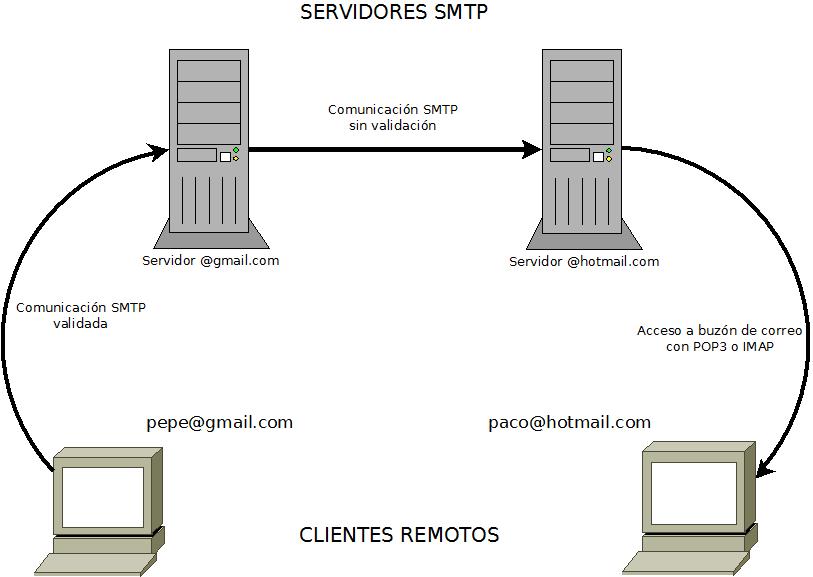 SERVIDORES SMTP
Comunicación SMTP
sin validación
Servidor @gmail.com
Servidor @hotmail.com
Comunicación SMTP
validada
Acceso a buzón de correo
con POP3 o IMAP
pepe@gmail.com
paco@hotmail.com
CLIENTES REMOTOS